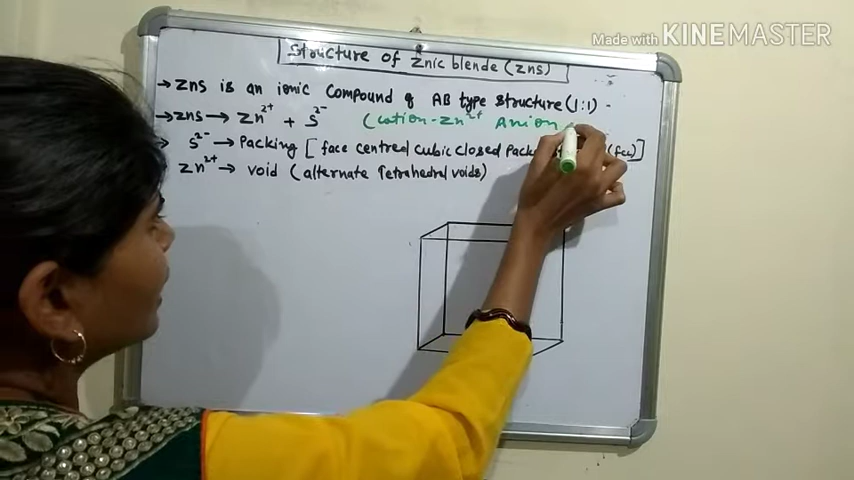 Made with KINEMASTER
Structure of Znic blende (ZnS)
→ ZnS is an ionic Compound of AB type structure (1:1) -
→ ZnS → Zn²⁺ + S²⁻ (cation - Zn²⁺ Anion
S²⁻ → Packing [face centred cubic closed (fcc)]
Zn²⁺ → void (alternate Tetrahedral voids)